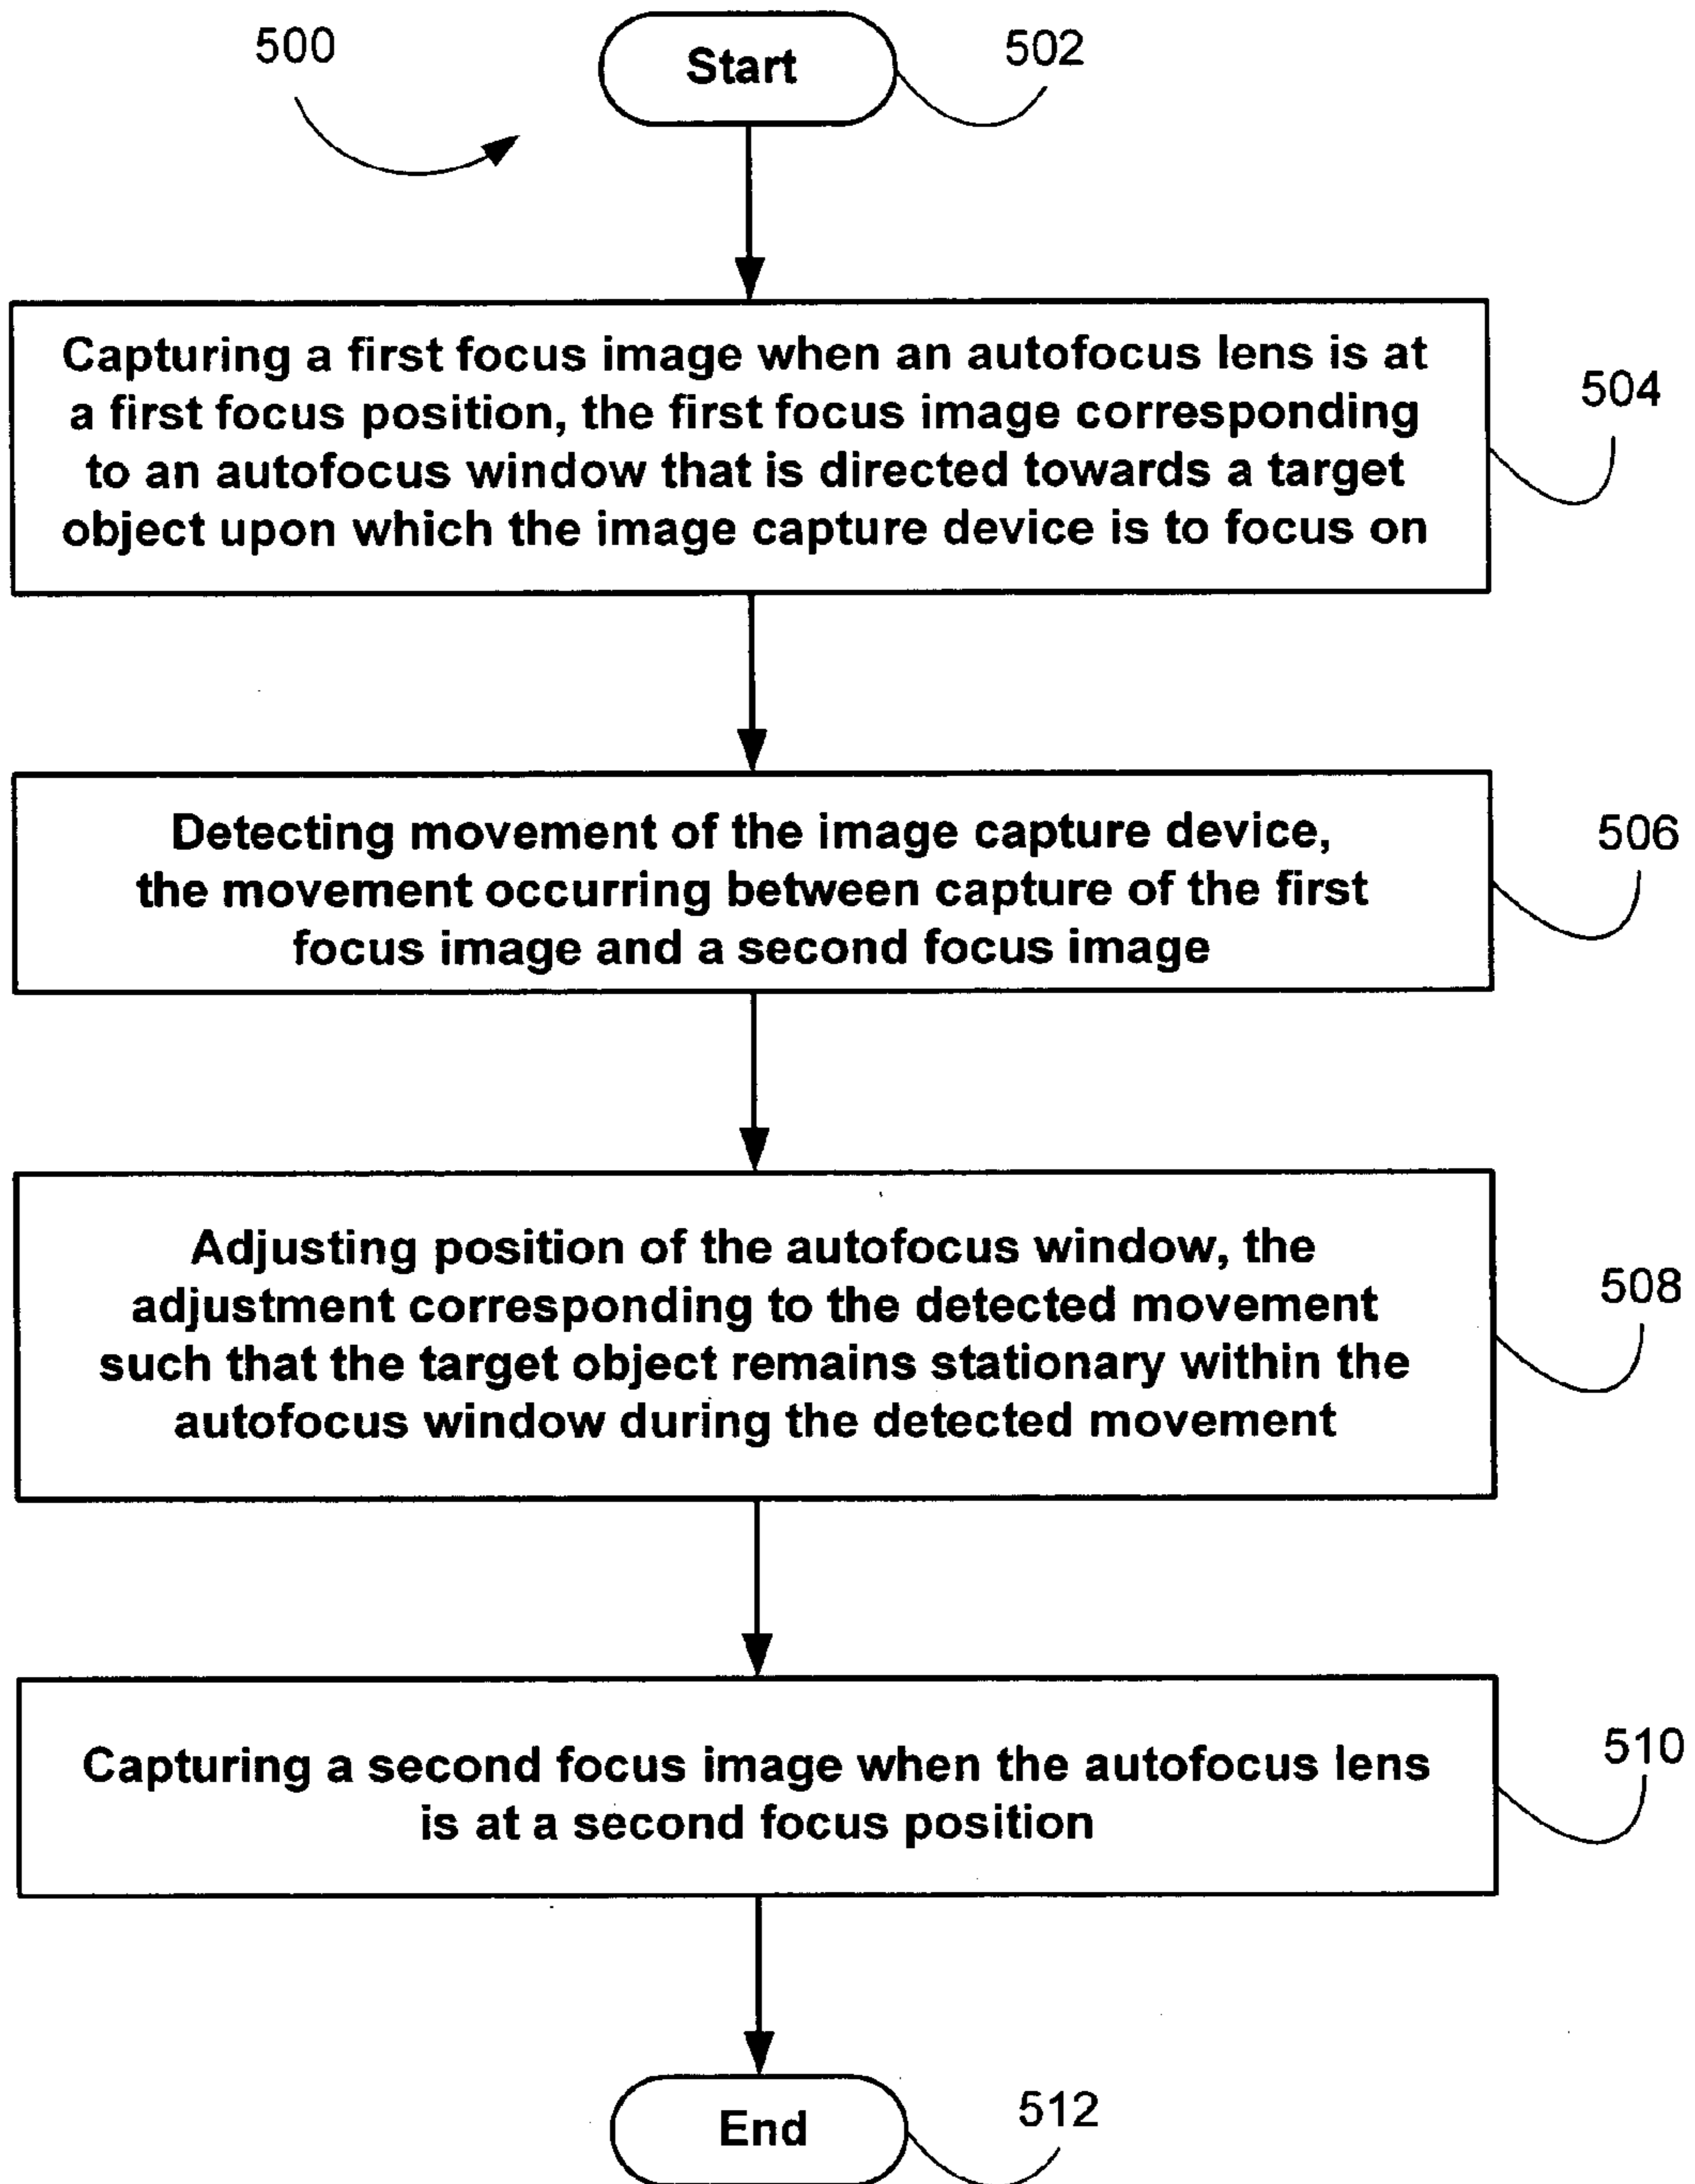 500
Start
502
Capturing a first focus image when an autofocus lens is at
a first focus position, the first focus image corresponding
to an autofocus window that is directed towards a target
object upon which the image capture device is to focus on
504
Detecting movement of the image capture device,
the movement occurring between capture of the first
focus image and a second focus image
506
Adjusting position of the autofocus window, the
adjustment corresponding to the detected movement
such that the target object remains stationary within the
autofocus window during the detected movement
508
Capturing a second focus image when the autofocus lens
is at a second focus position
510
End
512